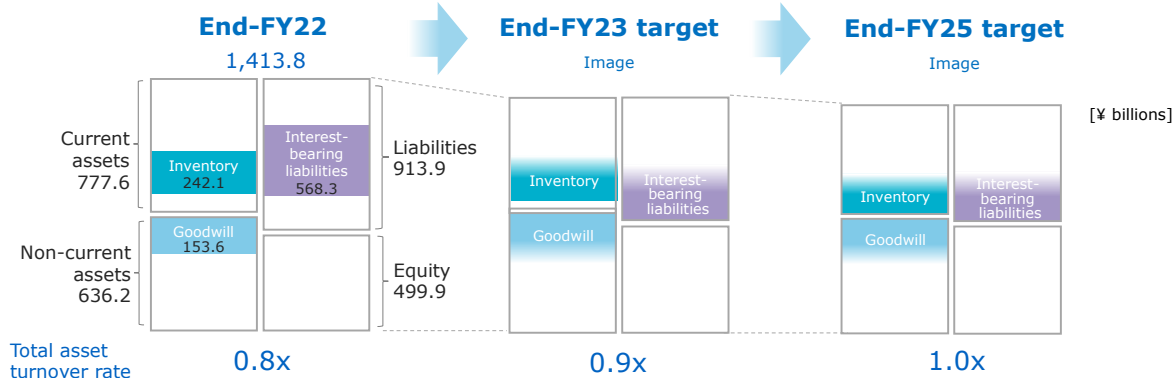 End-FY22
1,413.8
End-FY23 target
Image
End-FY25 target
Image
[¥ billions]
Current
assets
777.6
Inventory
242.1
Interest-
bearing
liabilities
568.3
Liabilities
913.9
Non-current
assets
636.2
Goodwill
153.6
Equity
499.9
Inventory
Goodwill
Interest-
bearing
liabilities
Inventory
Goodwill
Interest-
bearing
liabilities
Total asset
turnover rate
0.8x
0.9x
1.0x